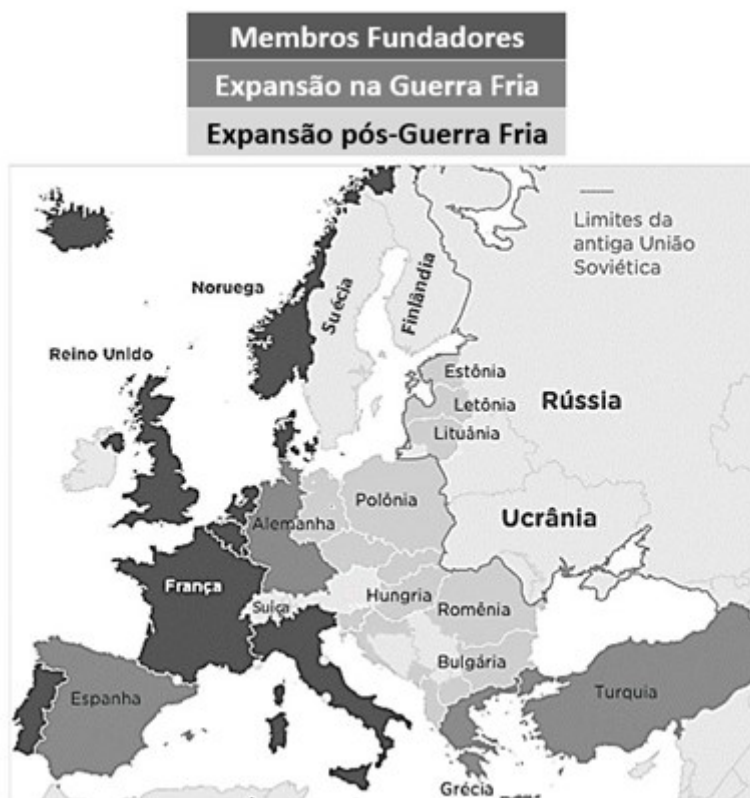 Membros Fundadores
Expansão na Guerra Fria
Expansão pós-Guerra Fria
Limites da
antiga União
Soviética
Noruega
Suécia
Finlândia
Reino Unido
Estônia
Letônia
Rússia
Lituânia
Polônia
Alemanha
Ucrânia
França
Suíça
Hungria
Romênia
Bulgária
Espanha
Turquia
Grécia